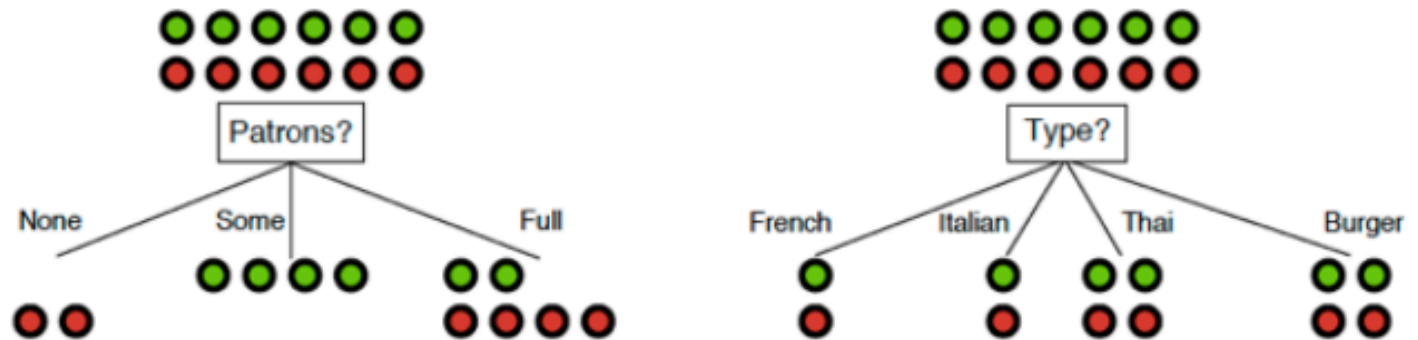 Patrons?
Type?
None
Some
Full
French
Italian
Thai
Burger